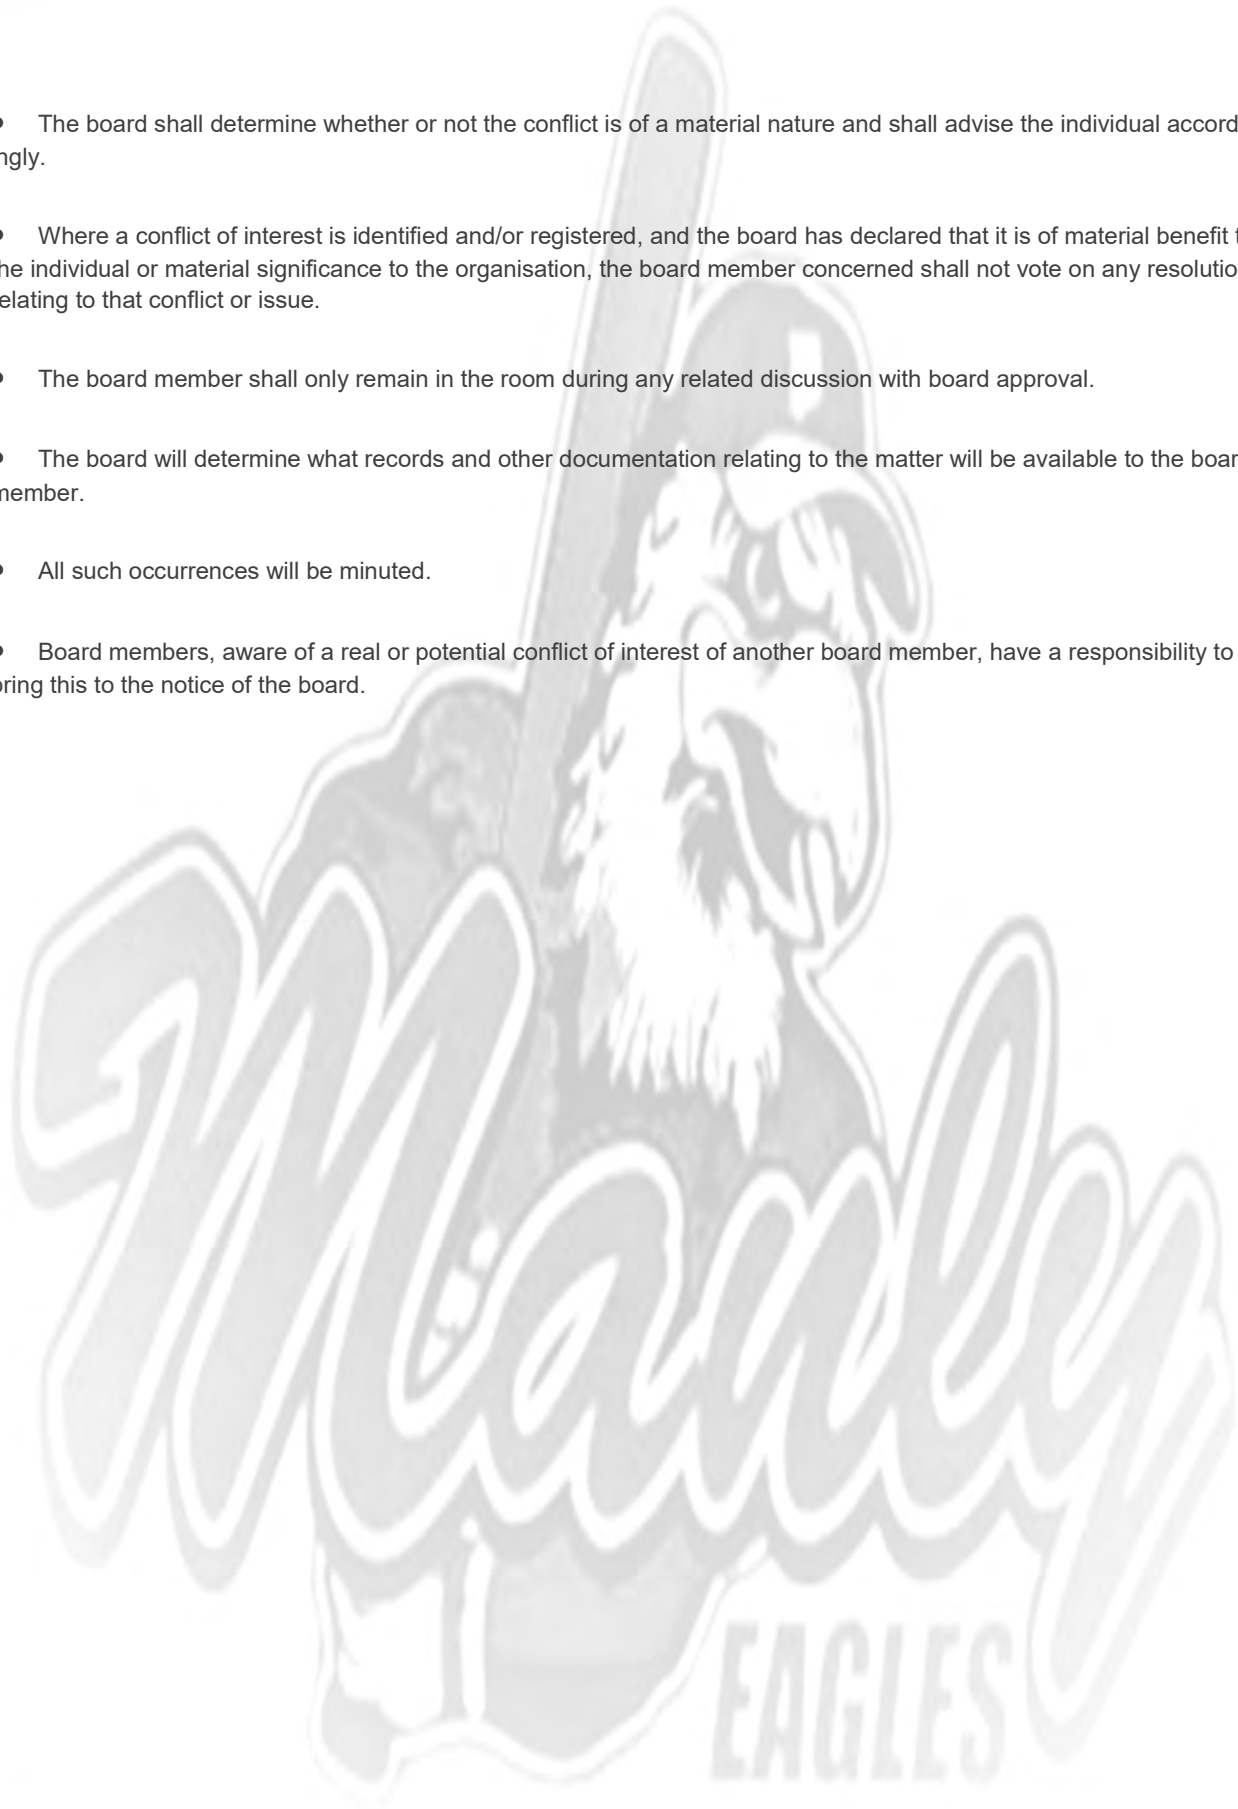 • The board shall determine whether or not the conflict is of a material nature and shall advise the individual accord
ngly.
• Where a conflict of interest is identified and/or registered, and the board has declared that it is of material benefit t
he individual or material significance to the organisation, the board member concerned shall not vote on any resolutio
elating to that conflict or issue.
• The board member shall only remain in the room during any related discussion with board approval.
• The board will determine what records and other documentation relating to the matter will be available to the boar
member.
• All such occurrences will be minuted.
• Board members, aware of a real or potential conflict of interest of another board member, have a responsibility to
bring this to the notice of the board.
Manly
EAGLES